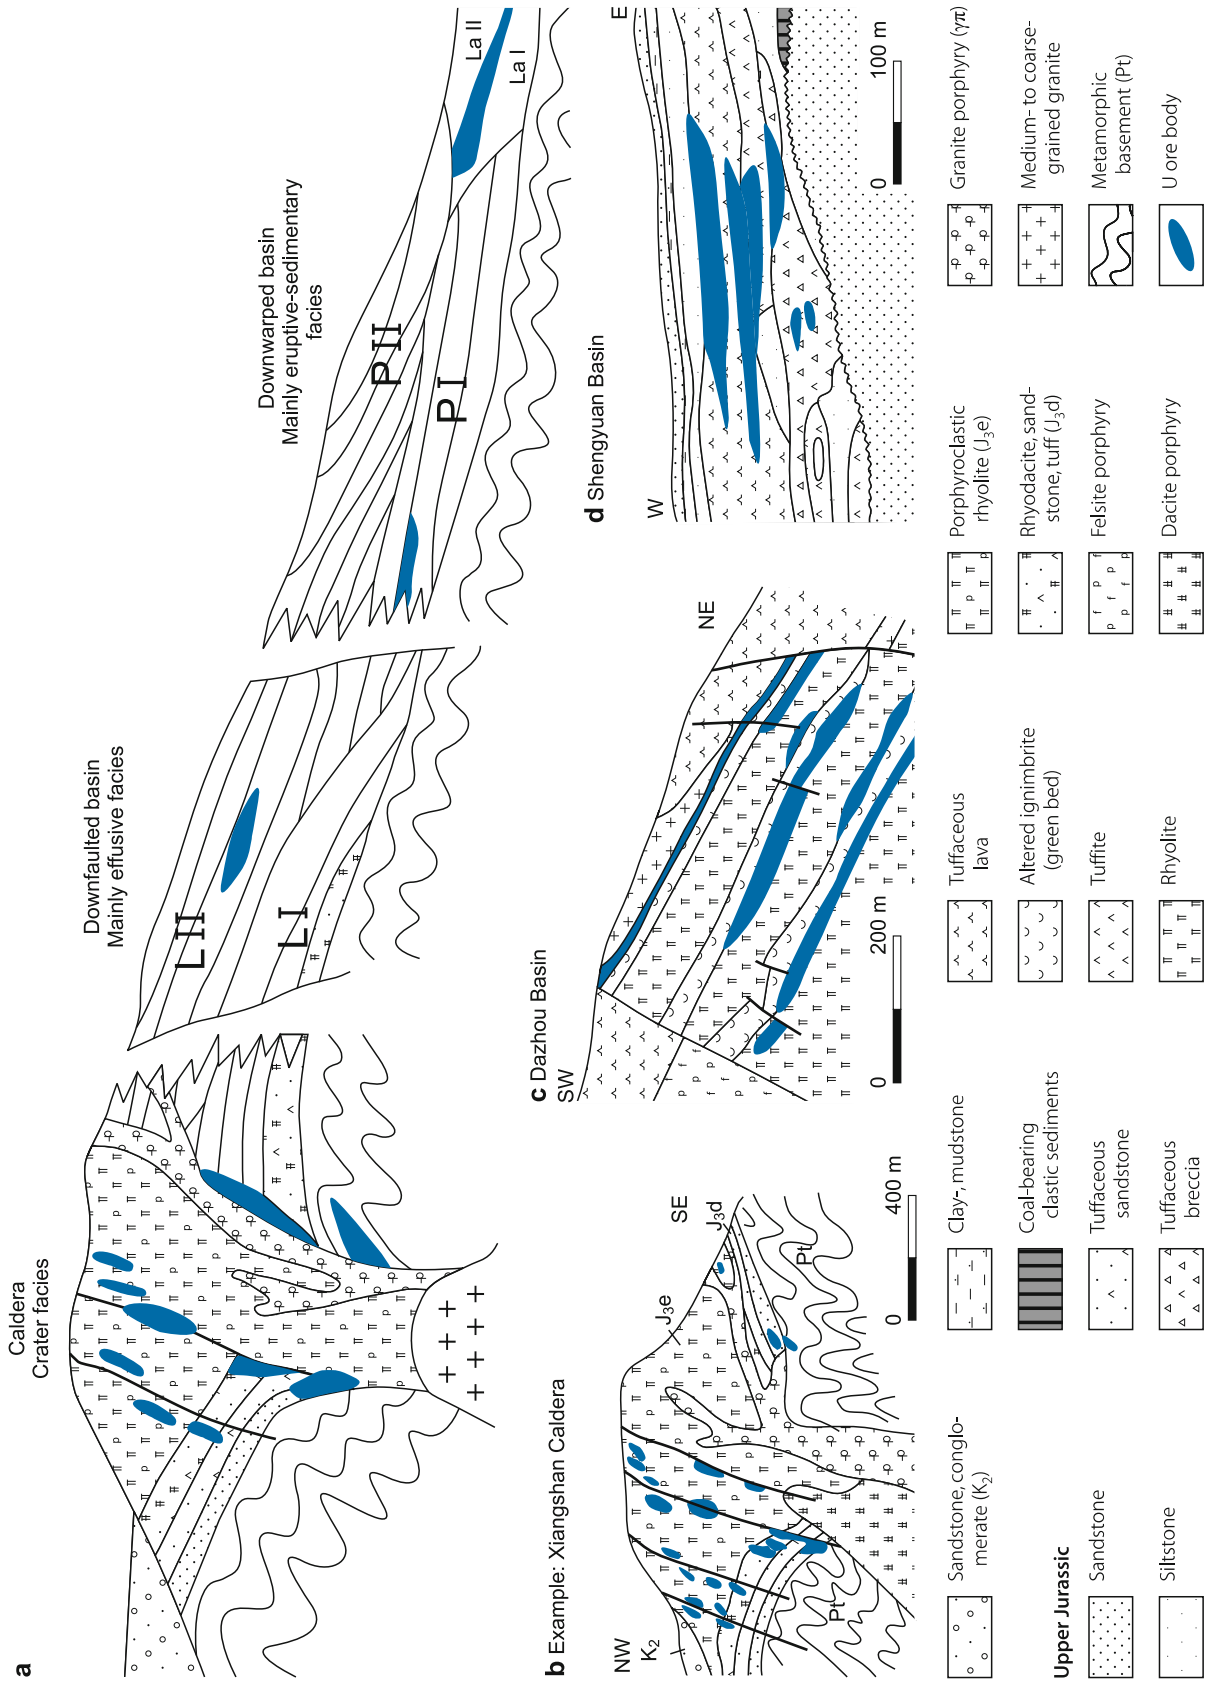 a
Caldera
Crater facies
Downfaulted basin
Mainly effusive facies
Downwarped basin
Mainly eruptive-sedimentary
facies
L II
L I
P II
P I
La II
La I
b Example: Xiangshan Caldera
NW
K₂
SE
J₃e
J₃d
Pt
Pt
0
400 m
c Dazhou Basin
SW
NE
0
200 m
d Shengyuan Basin
W
E
0
100 m
Sandstone, conglo-
merate (K₂)
Upper Jurassic
Sandstone
Siltstone
Clay-, mudstone
Coal-bearing
clastic sediments
Tuffaceous
sandstone
Tuffaceous
breccia
Tuffaceous
lava
Altered ignimbrite
(green bed)
Tuffite
Rhyolite
Porphyroclastic
rhyolite (J₃e)
Rhyodacite, sand-
stone, tuff (J₃d)
Felsite porphyry
Dacite porphyry
Granite porphyry (γπ)
Medium- to coarse-
grained granite
Metamorphic
basement (Pt)
U ore body